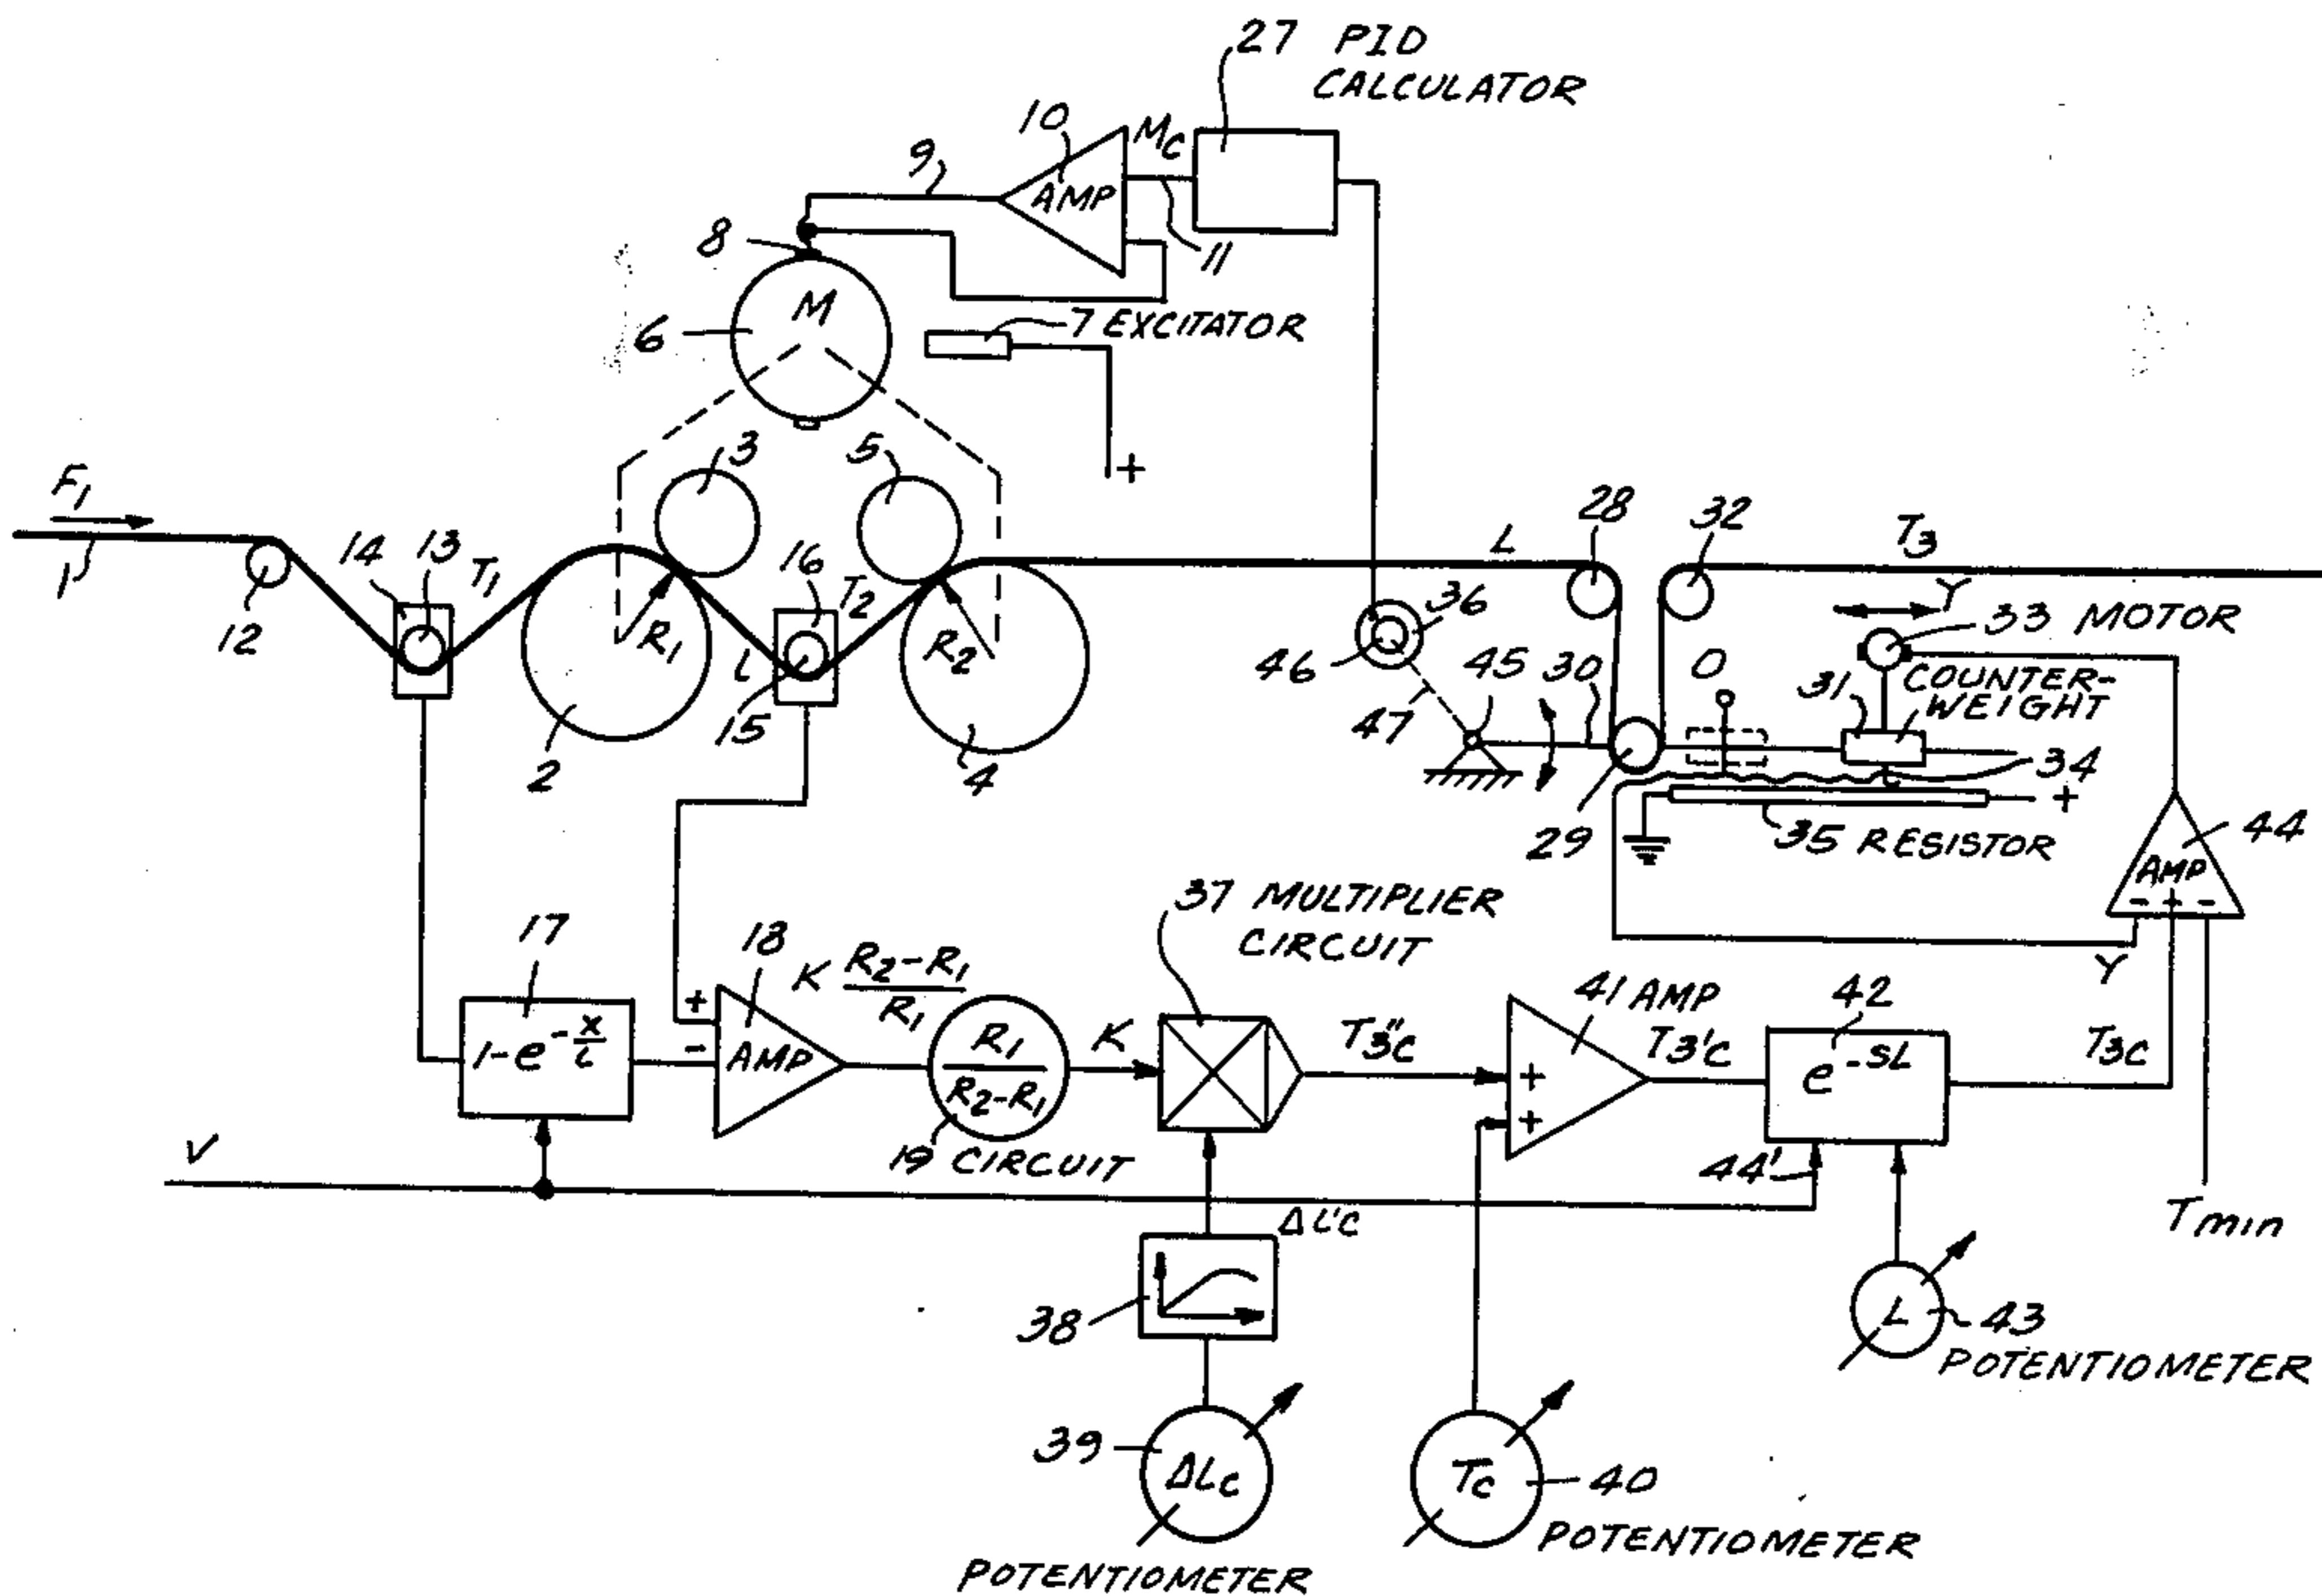 27 PID
CALCULATOR
10
Mc
9
AMP
11
8
M
6
7 EXCITATOR
+
3
5
F1
1
12
14
13
T1
16
T2
R1
R2
l
15
2
4
L
28
32
T3
Y
36
33 MOTOR
46
45
30
O
31
COUNTER-
WEIGHT
47
34
+
29
35 RESISTOR
44
AMP
- + -
37 MULTIPLIER
CIRCUIT
17
18
K (R2-R1)/R1
41 AMP
42
Y
1-e^-x/l
+
-
AMP
R1/(R2-R1)
K
T3"C
+
+
T3'C
e^-SL
T3C
19 CIRCUIT
V
44'
Tmin
ΔL'C
38
L
43
POTENTIOMETER
39
ΔLC
TC
40
POTENTIOMETER
POTENTIOMETER